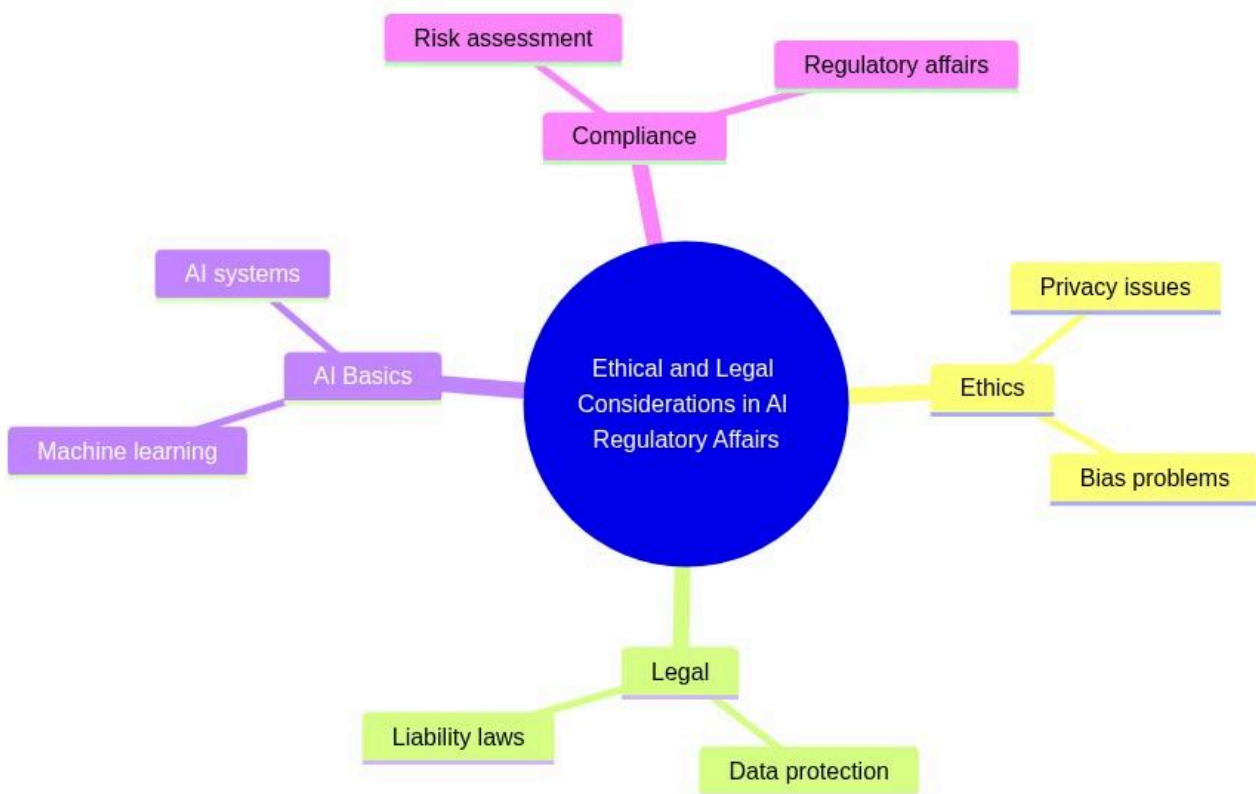 Risk assessment
Regulatory affairs
Compliance
AI systems
Privacy issues
AI Basics
Ethical and Legal
Considerations in AI
Regulatory Affairs
Ethics
Machine learning
Bias problems
Legal
Liability laws
Data protection